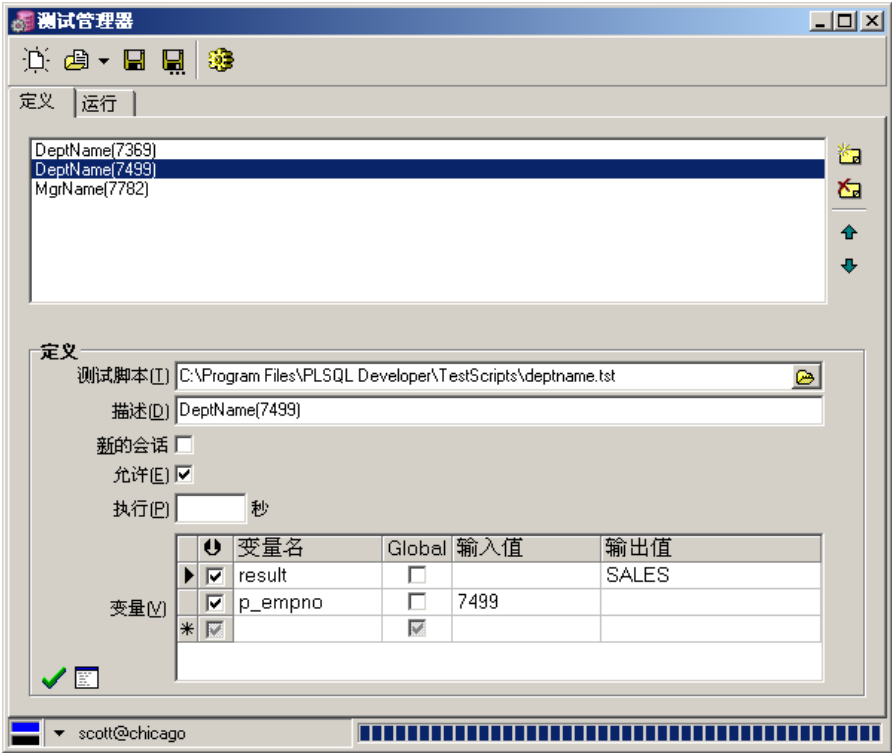 测试管理器
定义 运行
DeptName(7369)
DeptName(7499)
MgrName(7782)
定义
测试脚本(T) C:\Program Files\PLSQL Developer\TestScripts\deptname.tst
描述(D) DeptName(7499)
新的会话
允许(E)
执行(P) 秒
变量名 Global 输入值 输出值
result SALES
变量(V)
p_empno 7499
scott@chicago